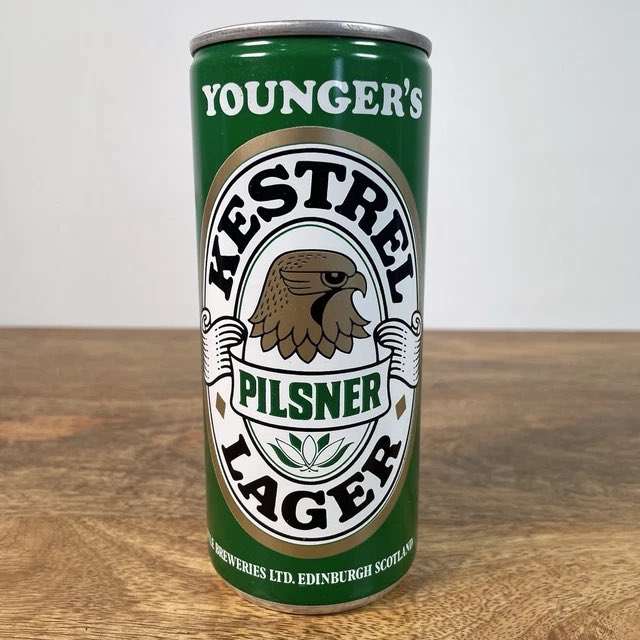 YOUNGER'S
KESTREL
PILSNER
LAGER
BREWERIES LTD. EDINBURGH SCOTLAND